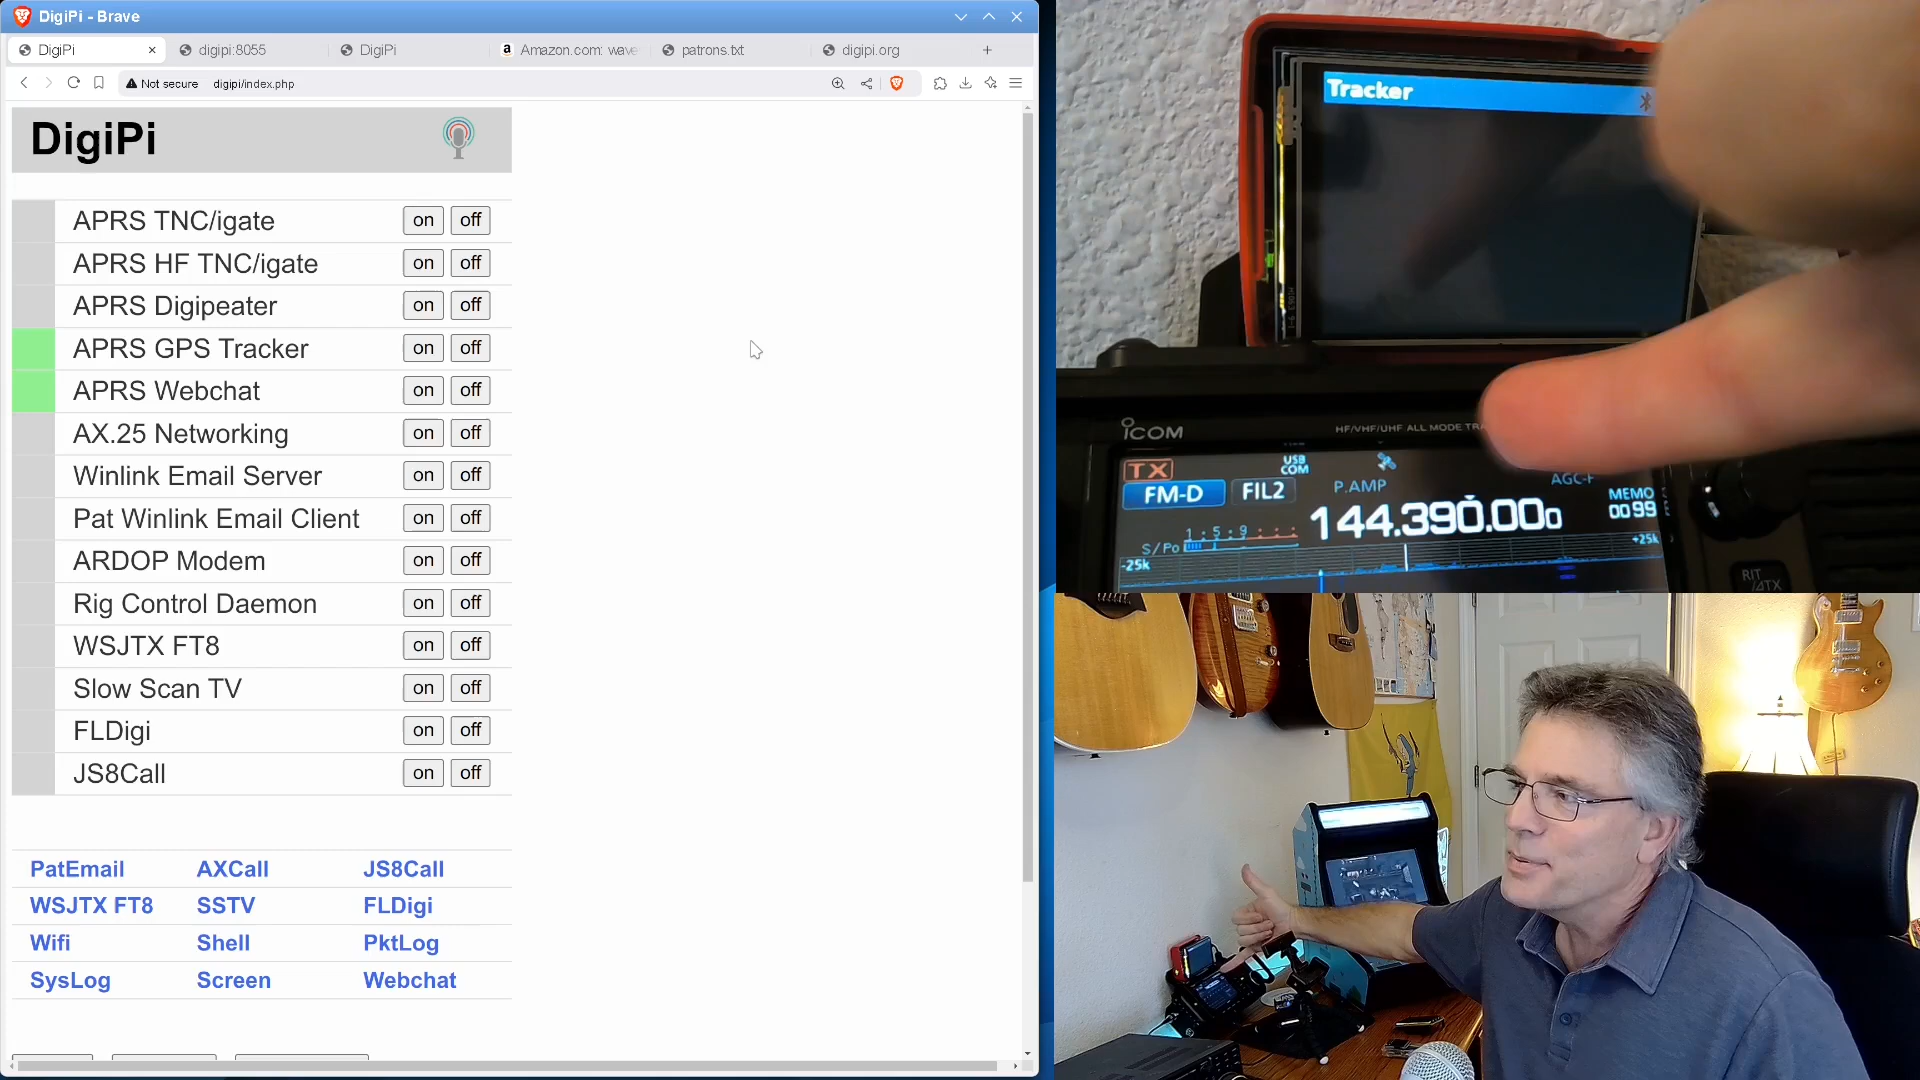 DigiPi - Brave
DigiPi
digipi:8055
DigiPi
Amazon.com: wave
patrons.txt
digipi.org
Not secure
digipi/index.php
DigiPi
APRS TNC/igate on off
APRS HF TNC/igate on off
APRS Digipeater on off
APRS GPS Tracker on off
APRS Webchat on off
AX.25 Networking on off
Winlink Email Server on off
Pat Winlink Email Client on off
ARDOP Modem on off
Rig Control Daemon on off
WSJTX FT8 on off
Slow Scan TV on off
FLDigi on off
JS8Call on off
PatEmail AXCall JS8Call
WSJTX FT8 SSTV FLDigi
Wifi Shell PktLog
SysLog Screen Webchat
Tracker
ICOM
HF/VHF/UHF ALL MODE TRA
TX
USB
COM
FM-D
FIL2
P.AMP
AGC-F
144.390.000
MEMO
0099
S/Po
1:5:9
-25k
+25k
RIT
/ΔTX